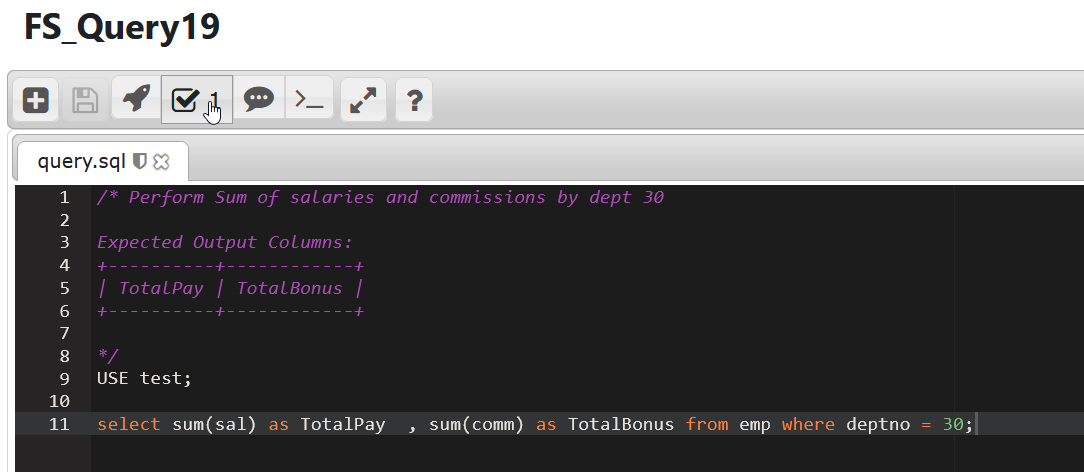 FS_Query19
1
?
query.sql
1 /* Perform Sum of salaries and commissions by dept 30
2
3 Expected Output Columns:
4 +----------+------------+
5 | TotalPay | TotalBonus |
6 +----------+------------+
7
8 */
9 USE test;
10
11 select sum(sal) as TotalPay  , sum(comm) as TotalBonus from emp where deptno = 30;